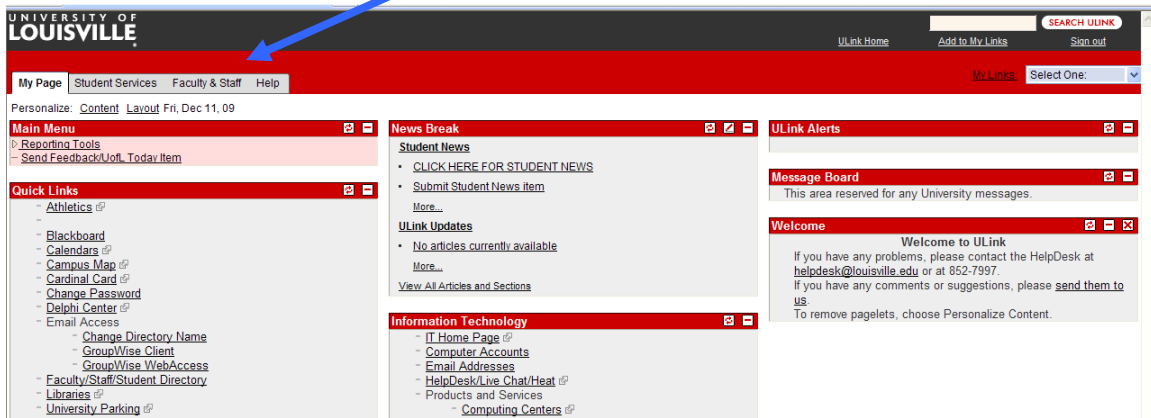 UNIVERSITY OF
LOUISVILLE
SEARCH ULINK
ULink Home
Add to My Links
Sign out
My Page
Student Services
Faculty & Staff
Help
My Links:
Select One:
Personalize: Content Layout Fri, Dec 11, 09
Main Menu
Reporting Tools
Send Feedback/UofL Today Item
Quick Links
Athletics
Blackboard
Calendars
Campus Map
Cardinal Card
Change Password
Delphi Center
Email Access
Change Directory Name
GroupWise Client
GroupWise WebAccess
Faculty/Staff/Student Directory
Libraries
University Parking
News Break
Student News
CLICK HERE FOR STUDENT NEWS
Submit Student News item
More...
ULink Updates
No articles currently available
More...
View All Articles and Sections
Information Technology
IT Home Page
Computer Accounts
Email Addresses
HelpDesk/Live Chat/Heat
Products and Services
Computing Centers
ULink Alerts
Message Board
This area reserved for any University messages.
Welcome
Welcome to ULink
If you have any problems, please contact the HelpDesk at
helpdesk@louisville.edu or at 852-7997.
If you have any comments or suggestions, please send them to
us.
To remove pagelets, choose Personalize Content.